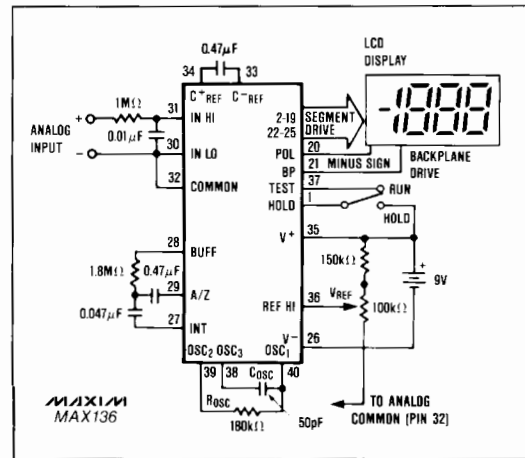 0.47µF
34 33
C+REF C-REF
LCD
DISPLAY
-1888
1MΩ
31
IN HI
ANALOG
INPUT
+
-
0.01µF
30
IN LO
32
COMMON
2-19
22-25
SEGMENT
DRIVE
POL
20
MINUS SIGN
BP
21
BACKPLANE
DRIVE
TEST
37
RUN
HOLD
1
HOLD
V+
35
150kΩ
+
9V
28
BUFF
1.8MΩ
0.47µF
29
A/Z
0.047µF
27
INT
REF HI
36
VREF
100kΩ
V-
26
OSC2 OSC3 OSC1
39 38 40
COSC
ROSC
180kΩ
50pF
TO ANALOG
COMMON (PIN 32)
MAXIM
MAX136